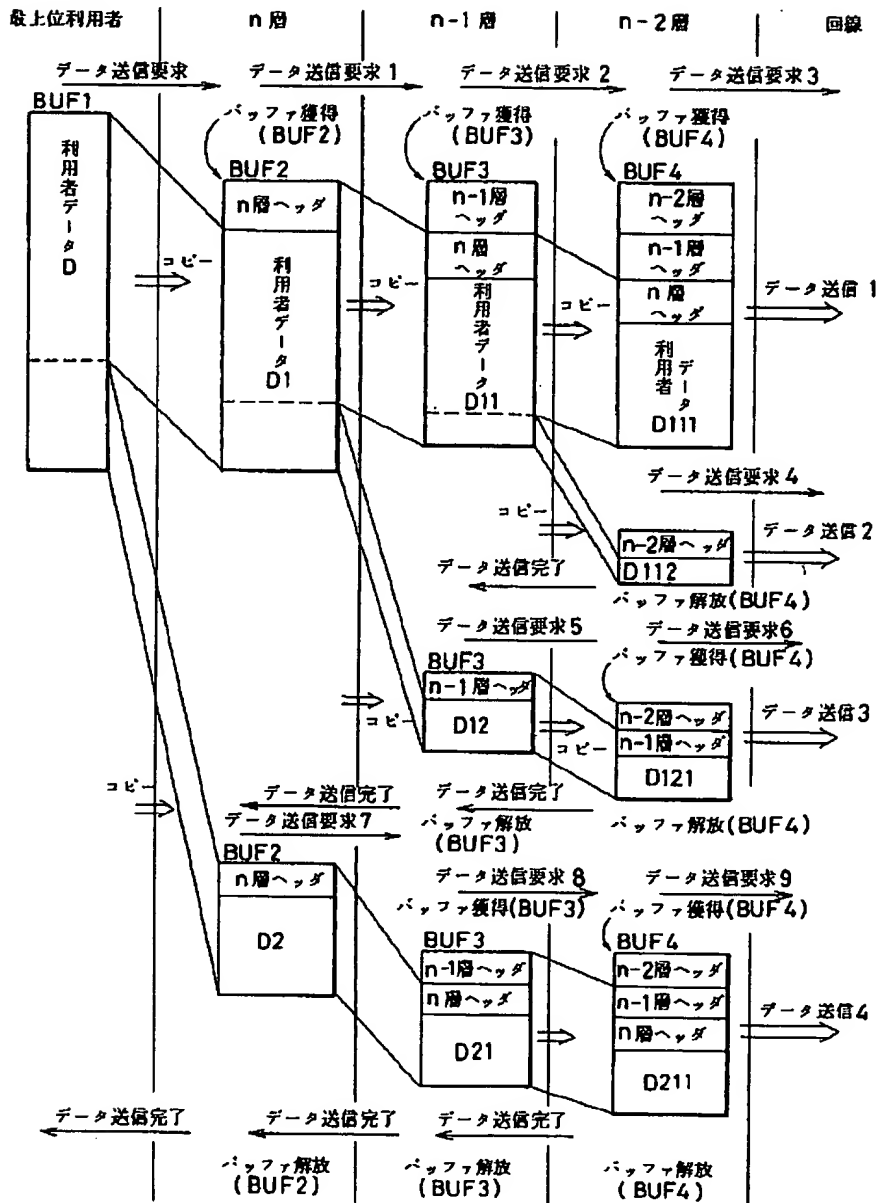 最上位利用者 n層 n-1層 n-2層 回線
データ送信要求 データ送信要求1 データ送信要求2 データ送信要求3
BUF1
バッファ獲得
(BUF2)
バッファ獲得
(BUF3)
バッファ獲得
(BUF4)
利用者データD
BUF2
n層ヘッダ
利用者データ
D1
BUF3
n-1層
ヘッダ
n層
ヘッダ
利用者データ
D11
BUF4
n-2層
ヘッダ
n-1層
ヘッダ
n層
ヘッダ
利用者データ
D111
コピー
コピー
コピー
データ送信1
データ送信要求4
コピー
n-2層ヘッダ
D112
データ送信2
データ送信完了
バッファ解放(BUF4)
データ送信要求5 データ送信要求6
バッファ獲得(BUF4)
BUF3
n-1層ヘッダ
D12
コピー
コピー
n-2層ヘッダ
n-1層ヘッダ
D121
データ送信3
コピー
データ送信完了 データ送信完了
データ送信要求7
バッファ解放
(BUF3)
バッファ解放(BUF4)
BUF2
n層ヘッダ
D2
データ送信要求8 データ送信要求9
バッファ獲得(BUF3) バッファ獲得(BUF4)
BUF3
n-1層ヘッダ
n層ヘッダ
D21
BUF4
n-2層ヘッダ
n-1層ヘッダ
n層ヘッダ
D211
データ送信4
データ送信完了 データ送信完了 データ送信完了
バッファ解放
(BUF2)
バッファ解放
(BUF3)
バッファ解放
(BUF4)